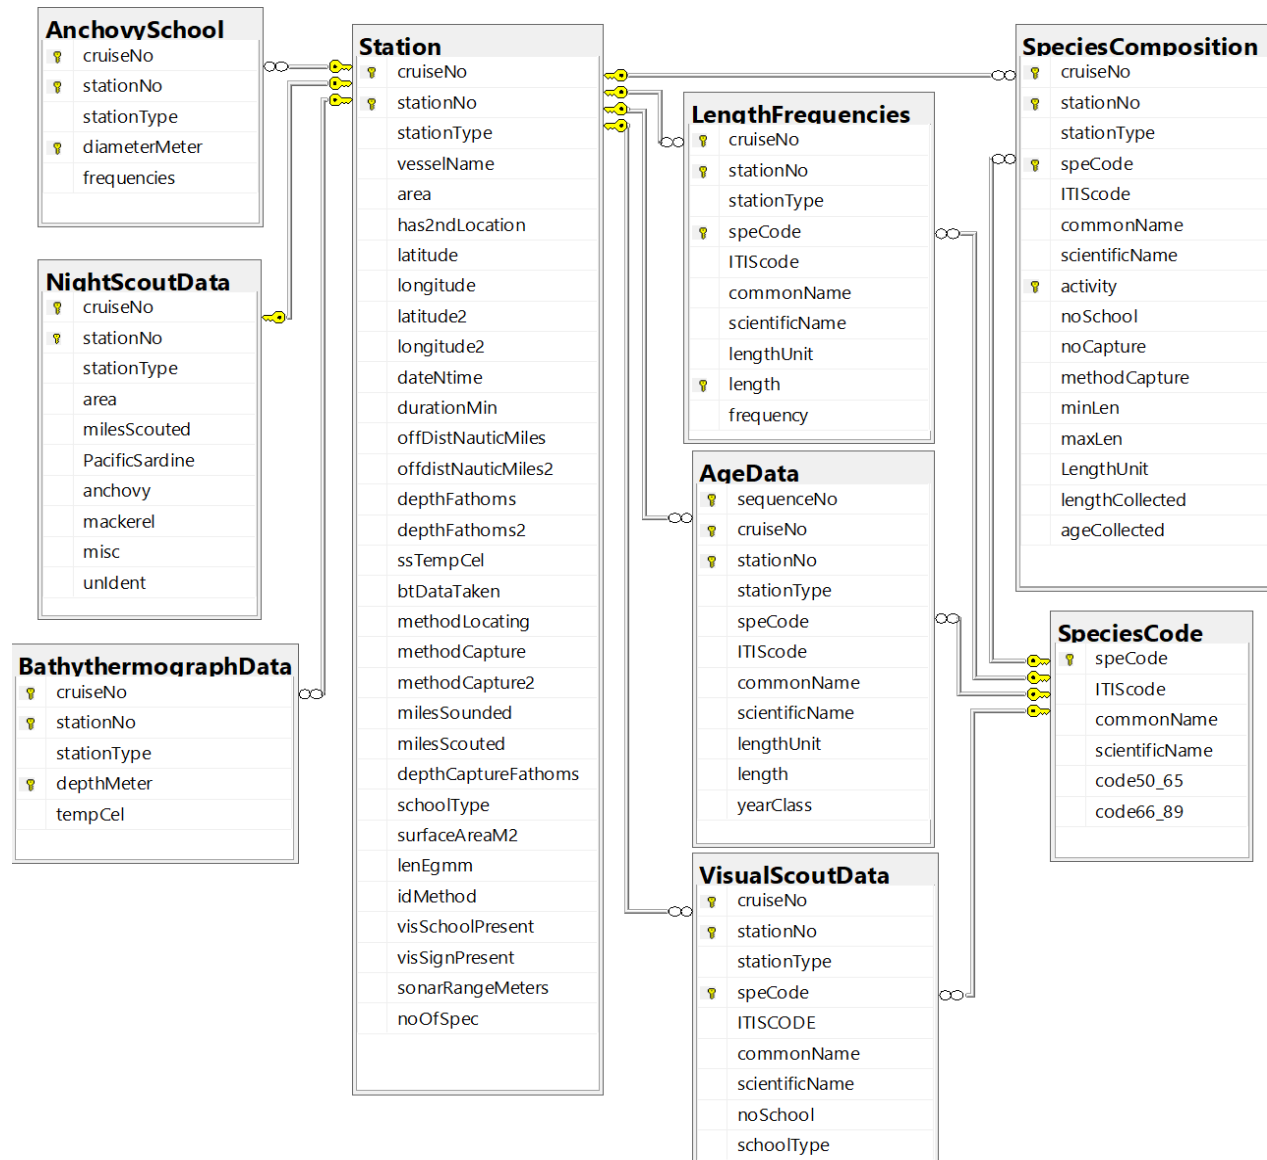 AnchovySchool
cruiseNo
stationNo
stationType
diameterMeter
frequencies
NightScoutData
cruiseNo
stationNo
stationType
area
milesScouted
PacificSardine
anchovy
mackerel
misc
unIdent
BathythermographData
cruiseNo
stationNo
stationType
depthMeter
tempCel
Station
cruiseNo
stationNo
stationType
vesselName
area
has2ndLocation
latitude
longitude
latitude2
longitude2
dateNtime
durationMin
offDistNauticMiles
offdistNauticMiles2
depthFathoms
depthFathoms2
ssTempCel
btDataTaken
methodLocating
methodCapture
methodCapture2
milesSounded
milesScouted
depthCaptureFathoms
schoolType
surfaceAreaM2
lenEgmm
idMethod
visSchoolPresent
visSignPresent
sonarRangeMeters
noOfSpec
LengthFrequencies
cruiseNo
stationNo
stationType
speCode
ITIScode
commonName
scientificName
lengthUnit
length
frequency
AgeData
sequenceNo
cruiseNo
stationNo
stationType
speCode
ITIScode
commonName
scientificName
lengthUnit
length
yearClass
VisualScoutData
cruiseNo
stationNo
stationType
speCode
ITISCODE
commonName
scientificName
noSchool
schoolType
SpeciesComposition
cruiseNo
stationNo
stationType
speCode
ITIScode
commonName
scientificName
activity
noSchool
noCapture
methodCapture
minLen
maxLen
LengthUnit
lengthCollected
ageCollected
SpeciesCode
speCode
ITIScode
commonName
scientificName
code50_65
code66_89